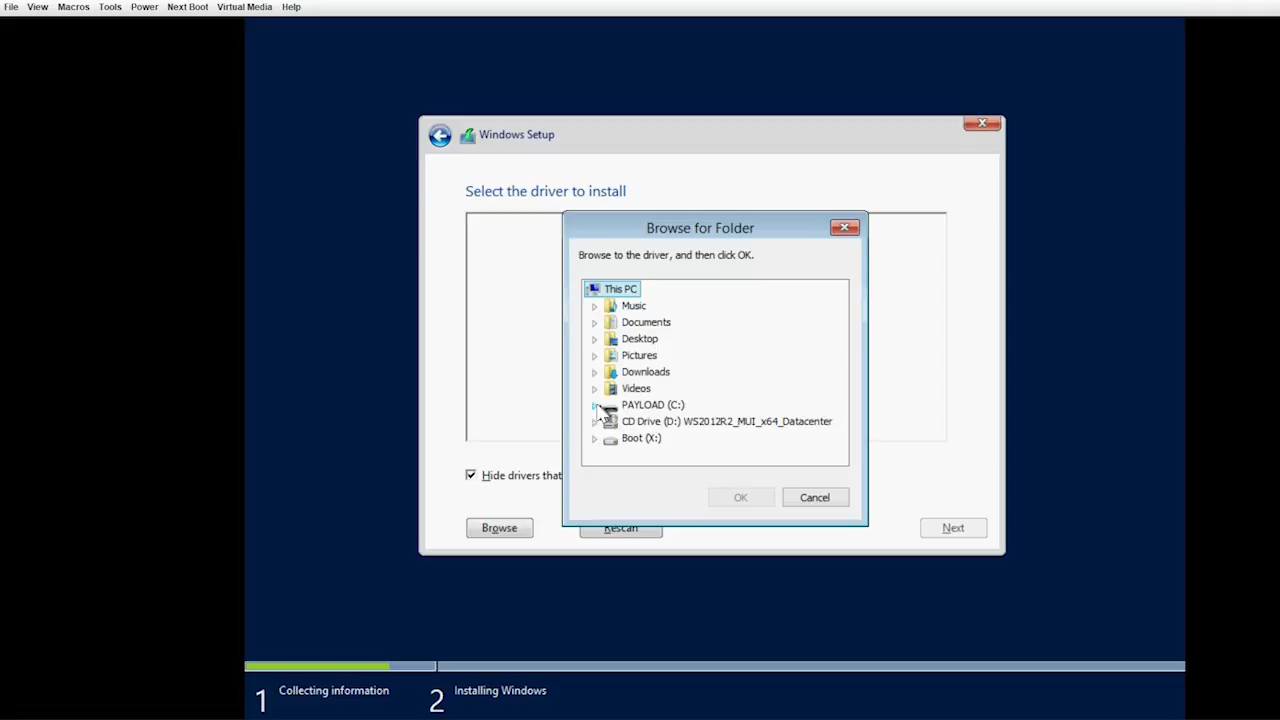 File View Macros Tools Power Next Boot Virtual Media Help
Windows Setup
Select the driver to install
Browse for Folder
Browse to the driver, and then click OK.
This PC
Music
Documents
Desktop
Pictures
Downloads
Videos
PAYLOAD (C:)
CD Drive (D:) WS2012R2_MUI_x64_Datacenter
Boot (X:)
Hide drivers that
OK Cancel
Browse Rescan Next
1 Collecting information 2 Installing Windows